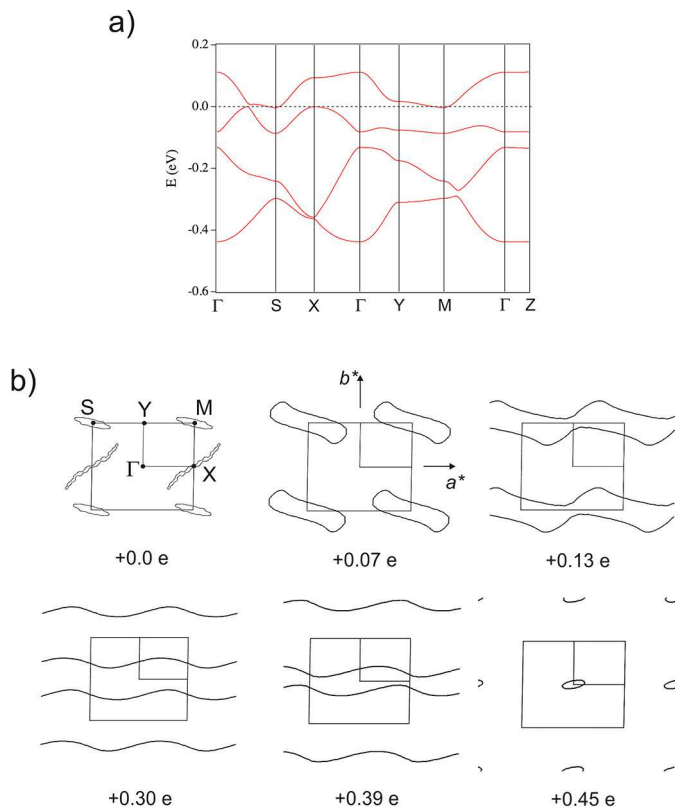 a)
0.2
0.0
-0.2
-0.4
-0.6
E (eV)
Γ S X Γ Y M Γ Z
b)
S Y M
Γ X
+0.0 e
b*
a*
+0.07 e
+0.13 e
+0.30 e
+0.39 e
+0.45 e